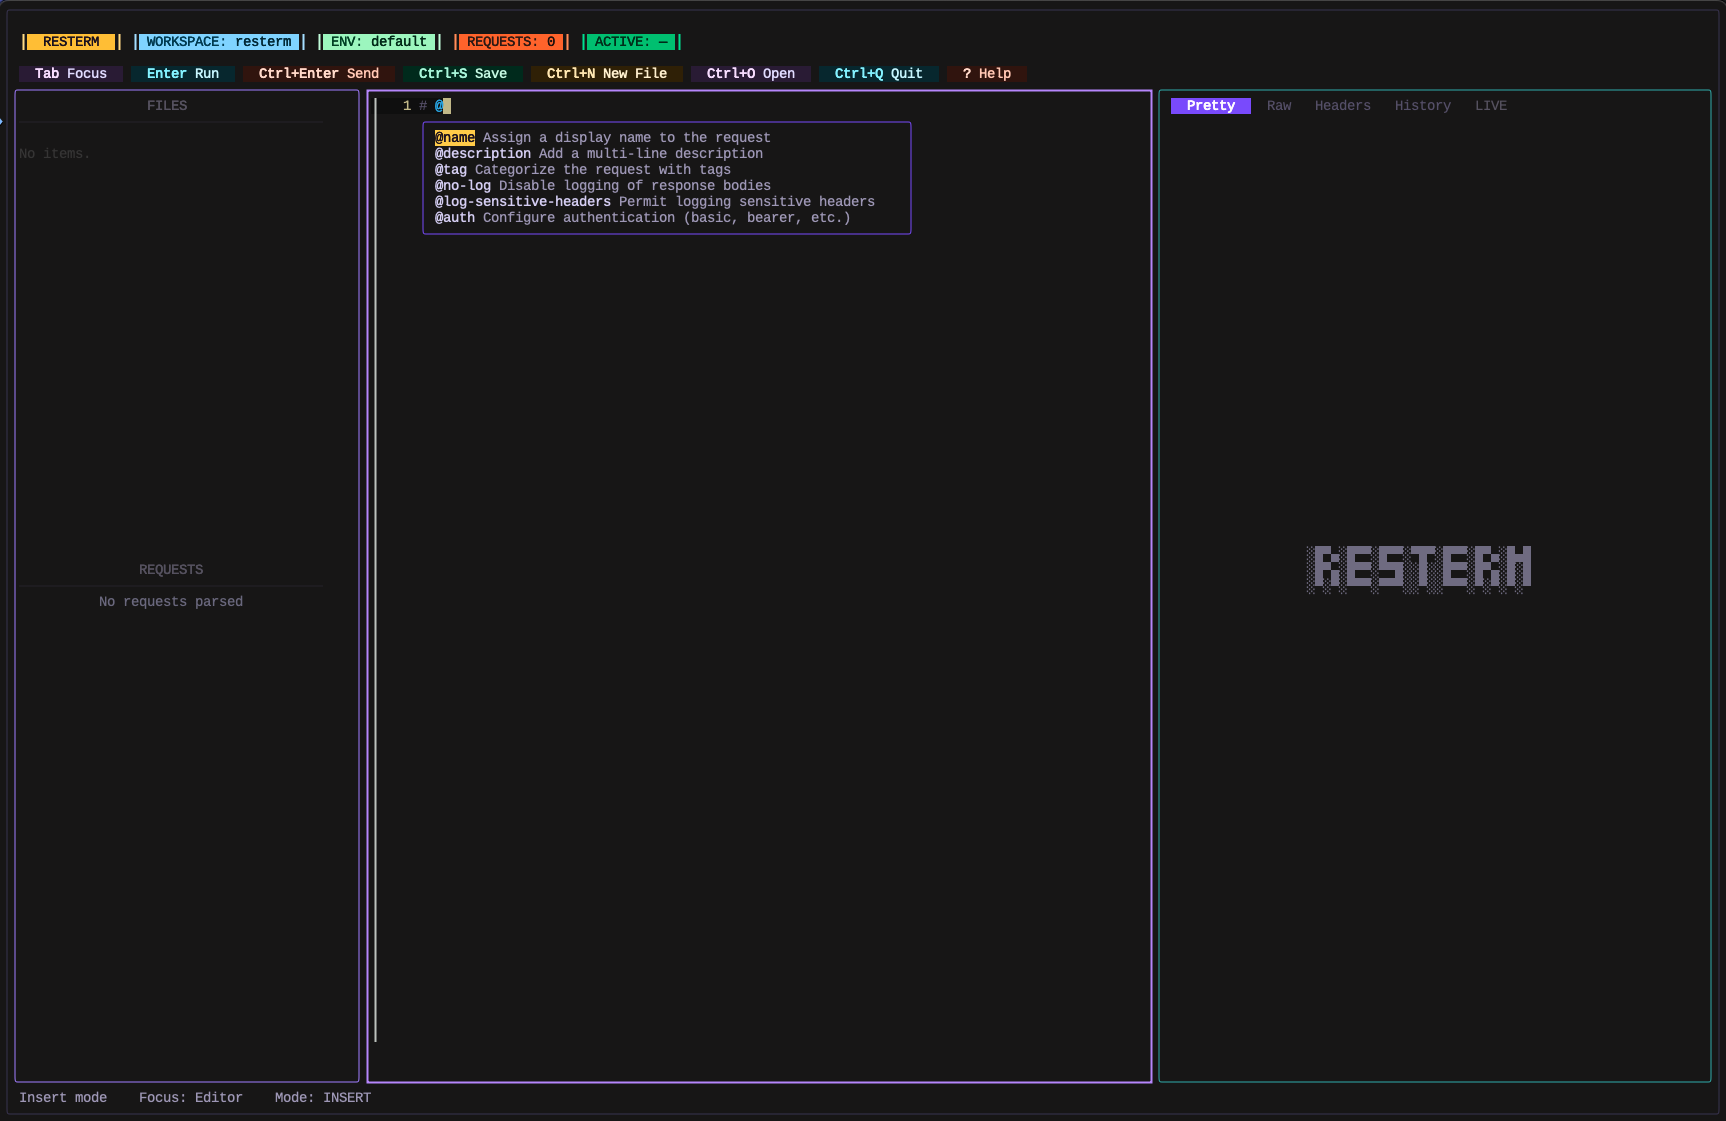 RESTERM WORKSPACE: resterm ENV: default REQUESTS: 0 ACTIVE: —
Tab Focus Enter Run Ctrl+Enter Send Ctrl+S Save Ctrl+N New File Ctrl+O Open Ctrl+Q Quit ? Help
FILES
No items.
REQUESTS
No requests parsed
1 # @
@name Assign a display name to the request
@description Add a multi-line description
@tag Categorize the request with tags
@no-log Disable logging of response bodies
@log-sensitive-headers Permit logging sensitive headers
@auth Configure authentication (basic, bearer, etc.)
Pretty Raw Headers History LIVE
RESTERM
Insert mode Focus: Editor Mode: INSERT